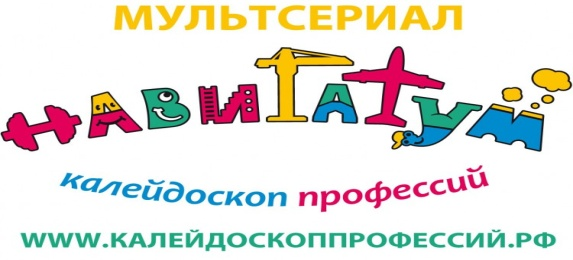 МУЛЬТСЕРИАЛ
НАВИГАТУМ
калейдоскоп профессий
WWW.КАЛЕЙДОСКОППРОФЕССИЙ.РФ